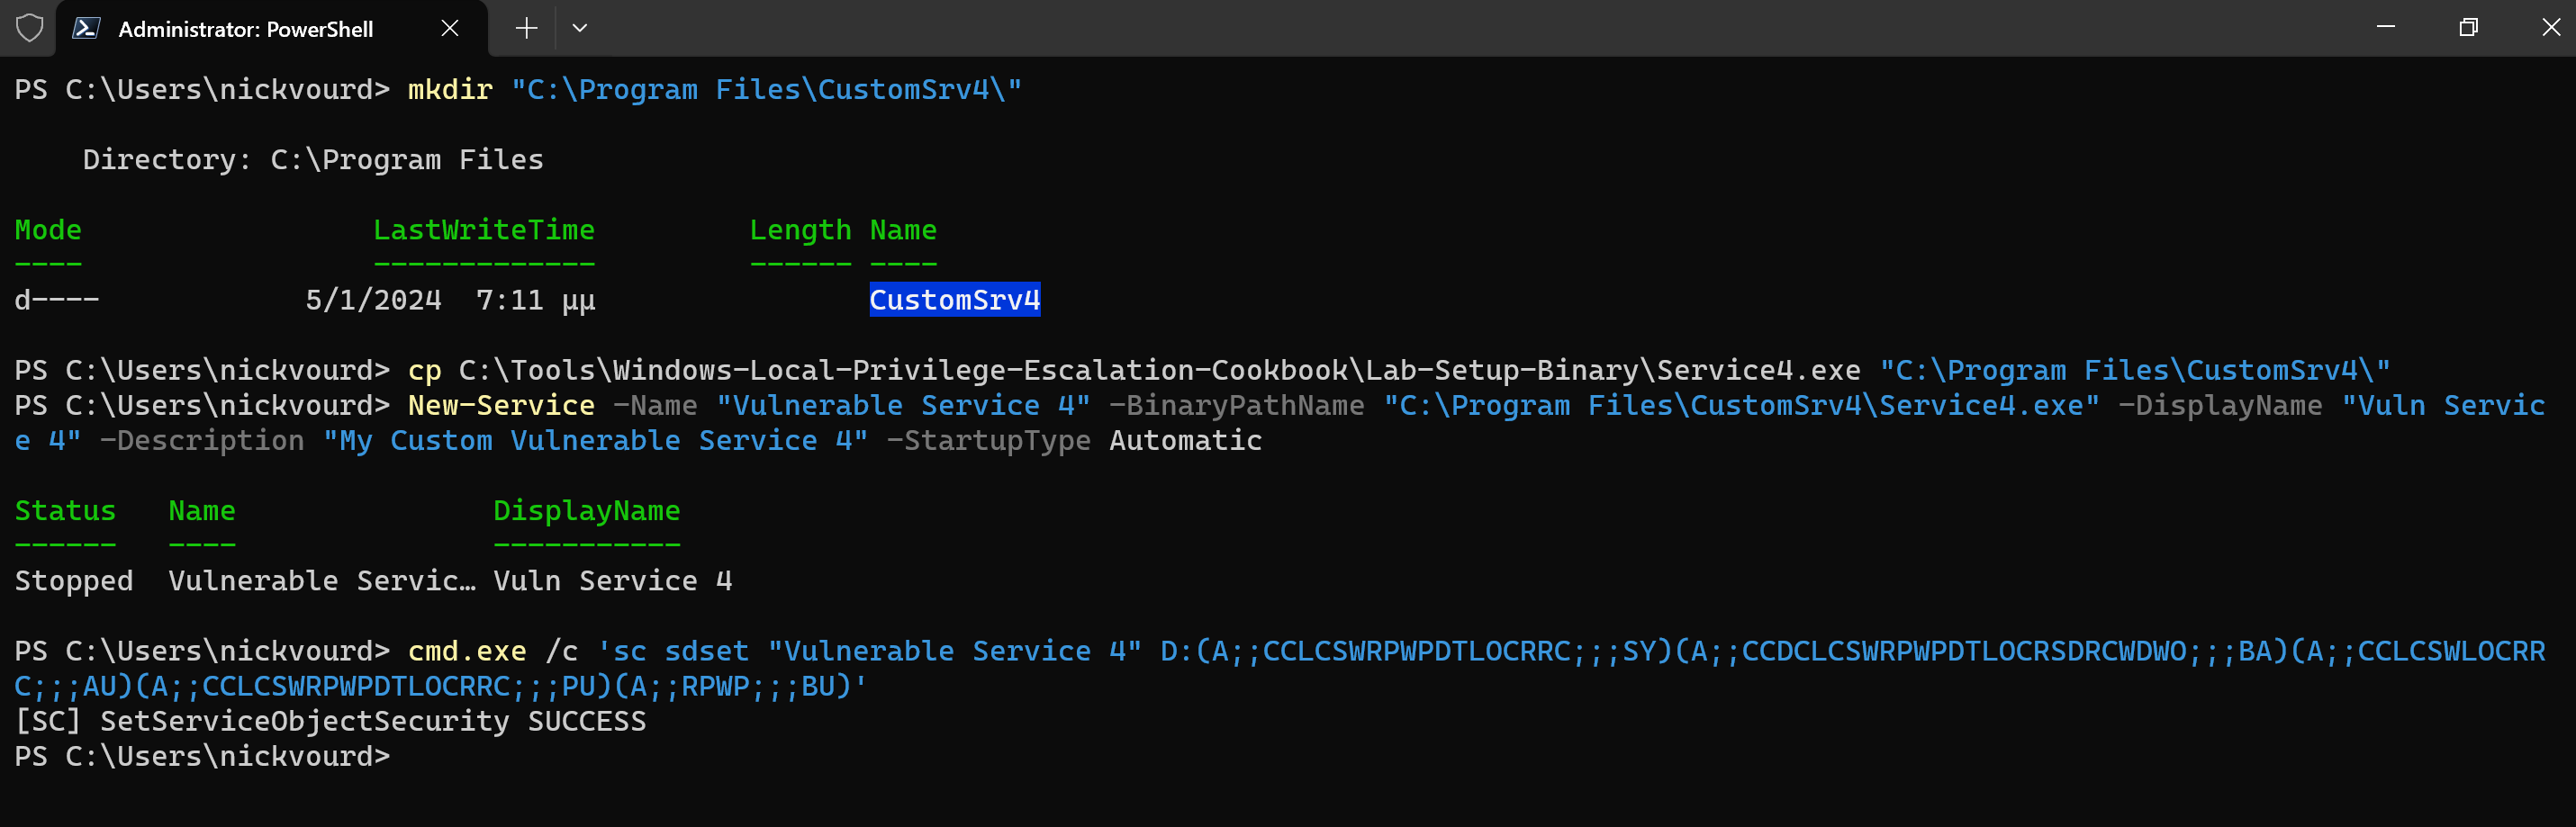 Administrator: PowerShell
PS C:\Users\nickvourd> mkdir "C:\Program Files\CustomSrv4\"
Directory: C:\Program Files
Mode LastWriteTime Length Name
---- ------------- ------ ----
d---- 5/1/2024 7:11 μμ CustomSrv4
PS C:\Users\nickvourd> cp C:\Tools\Windows-Local-Privilege-Escalation-Cookbook\Lab-Setup-Binary\Service4.exe "C:\Program Files\CustomSrv4\"
PS C:\Users\nickvourd> New-Service -Name "Vulnerable Service 4" -BinaryPathName "C:\Program Files\CustomSrv4\Service4.exe" -DisplayName "Vuln Servic
e 4" -Description "My Custom Vulnerable Service 4" -StartupType Automatic
Status Name DisplayName
------ ---- -----------
Stopped Vulnerable Servic… Vuln Service 4
PS C:\Users\nickvourd> cmd.exe /c 'sc sdset "Vulnerable Service 4" D:(A;;CCLCSWRPWPDTLOCRRC;;;SY)(A;;CCDCLCSWRPWPDTLOCRSDRCWDWO;;;BA)(A;;CCLCSWLOCRR
C;;;AU)(A;;CCLCSWRPWPDTLOCRRC;;;PU)(A;;RPWP;;;BU)'
[SC] SetServiceObjectSecurity SUCCESS
PS C:\Users\nickvourd>